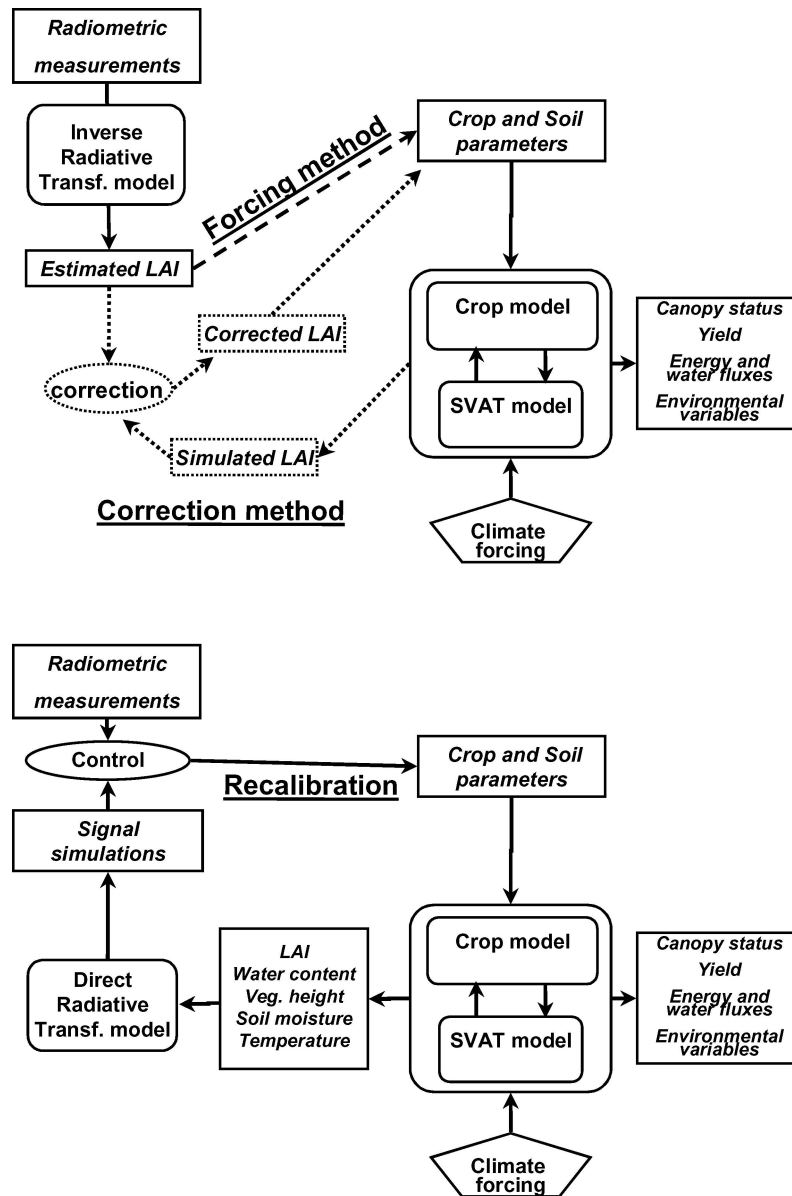 Radiometric
measurements
Inverse
Radiative
Transf. model
Estimated LAI
Forcing method
Crop and Soil
parameters
Corrected LAI
correction
Simulated LAI
Correction method
Crop model
SVAT model
Canopy status
Yield
Energy and
water fluxes
Environmental
variables
Climate
forcing
Radiometric
measurements
Control
Recalibration
Crop and Soil
parameters
Signal
simulations
Direct
Radiative
Transf. model
LAI
Water content
Veg. height
Soil moisture
Temperature
Crop model
SVAT model
Canopy status
Yield
Energy and
water fluxes
Environmental
variables
Climate
forcing